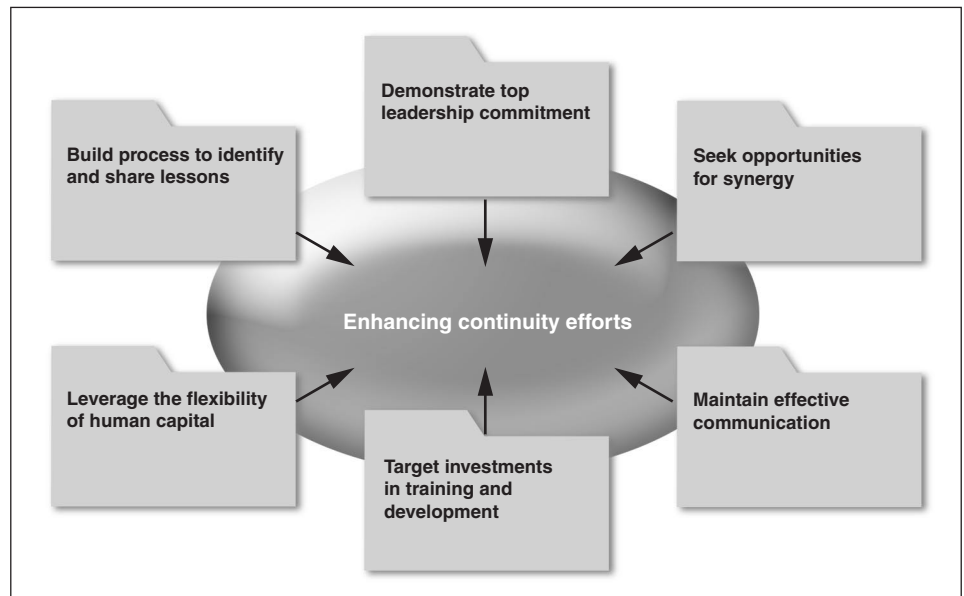 Demonstrate top
leadership commitment
Build process to identify
and share lessons
Seek opportunities
for synergy
Enhancing continuity efforts
Leverage the flexibility
of human capital
Maintain effective
communication
Target investments
in training and
development